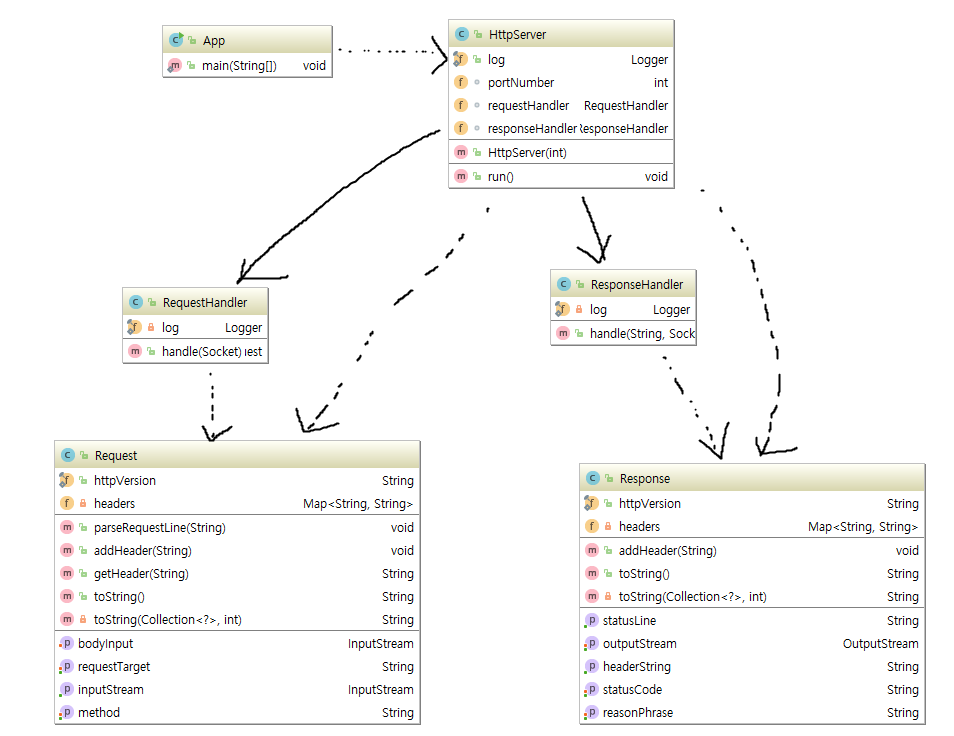 App
main(String[]) void
HttpServer
log Logger
portNumber int
requestHandler RequestHandler
responseHandler ResponseHandler
HttpServer(int)
run() void
RequestHandler
log Logger
handle(Socket) est
ResponseHandler
log Logger
handle(String, Sock
Request
httpVersion String
headers Map<String, String>
parseRequestLine(String) void
addHeader(String) void
getHeader(String) String
toString() String
toString(Collection<?>, int) String
bodyInput InputStream
requestTarget String
inputStream InputStream
method String
Response
httpVersion String
headers Map<String, String>
addHeader(String) void
toString() String
toString(Collection<?>, int) String
statusLine String
outputStream OutputStream
headerString String
statusCode String
reasonPhrase String